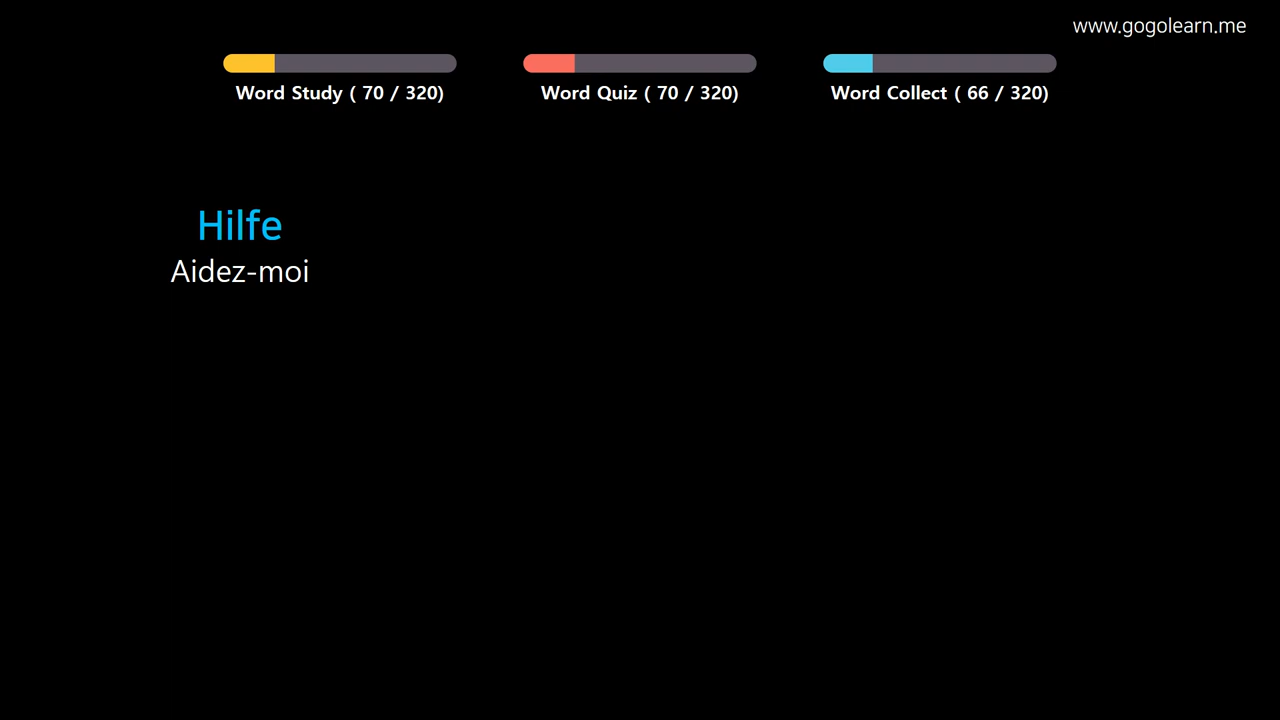 www.gogolearn.me
Word Study ( 70 / 320)
Word Quiz ( 70 / 320)
Word Collect ( 66 / 320)
Hilfe
Aidez-moi